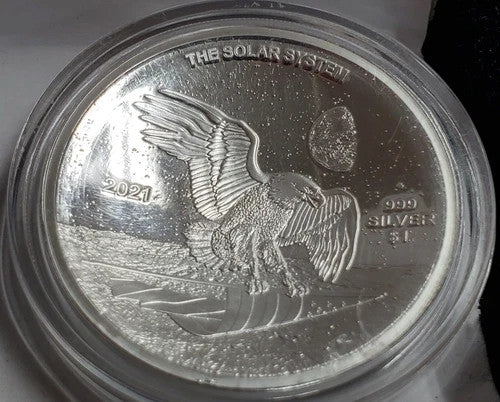 THE SOLAR SYSTEM
2021
999
SILVER
$1